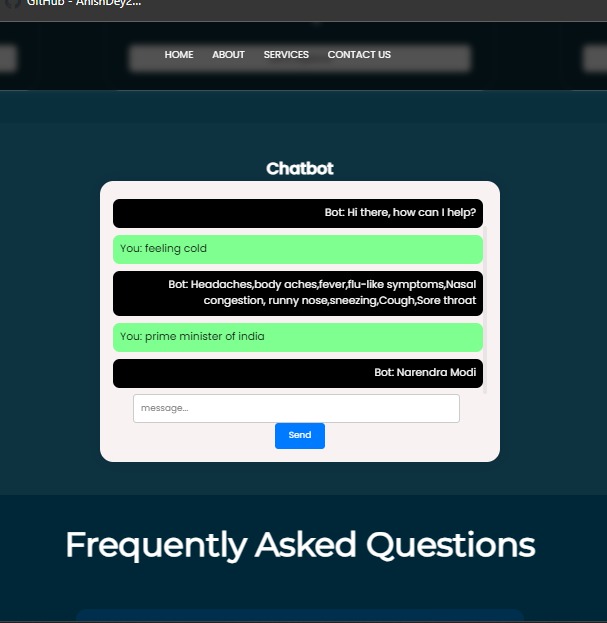 GitHub - AnishDey2...
HOME ABOUT SERVICES CONTACT US
Chatbot
Bot: Hi there, how can I help?
You: feeling cold
Bot: Headaches,body aches,fever,flu-like symptoms,Nasal
congestion, runny nose,sneezing,Cough,Sore throat
You: prime minister of india
Bot: Narendra Modi
message...
Send
Frequently Asked Questions